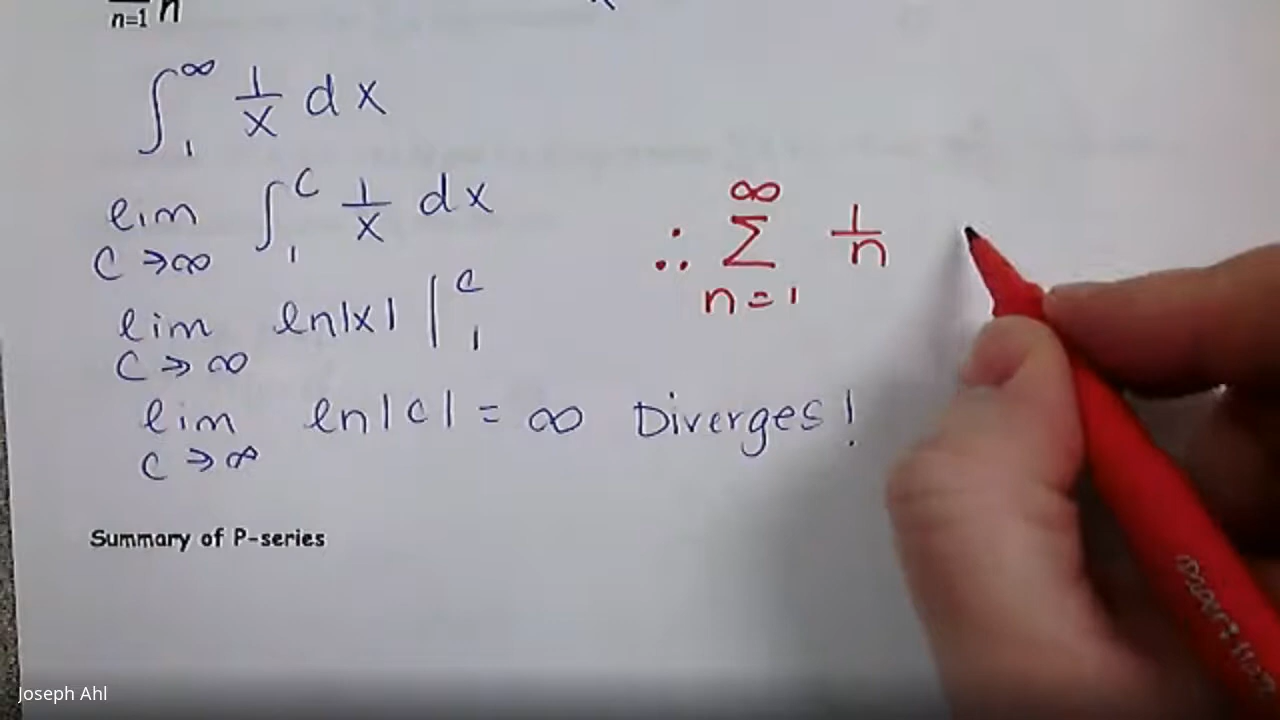 n=1 n
∫₁^∞ 1/x dx
lim C→∞ ∫₁^C 1/x dx
lim C→∞ ln|x| |₁^C
lim C→∞ ln|C| = ∞ Diverges!
∴ ∑_{n=1}^∞ 1/n
Summary of P-series
Joseph Ahl